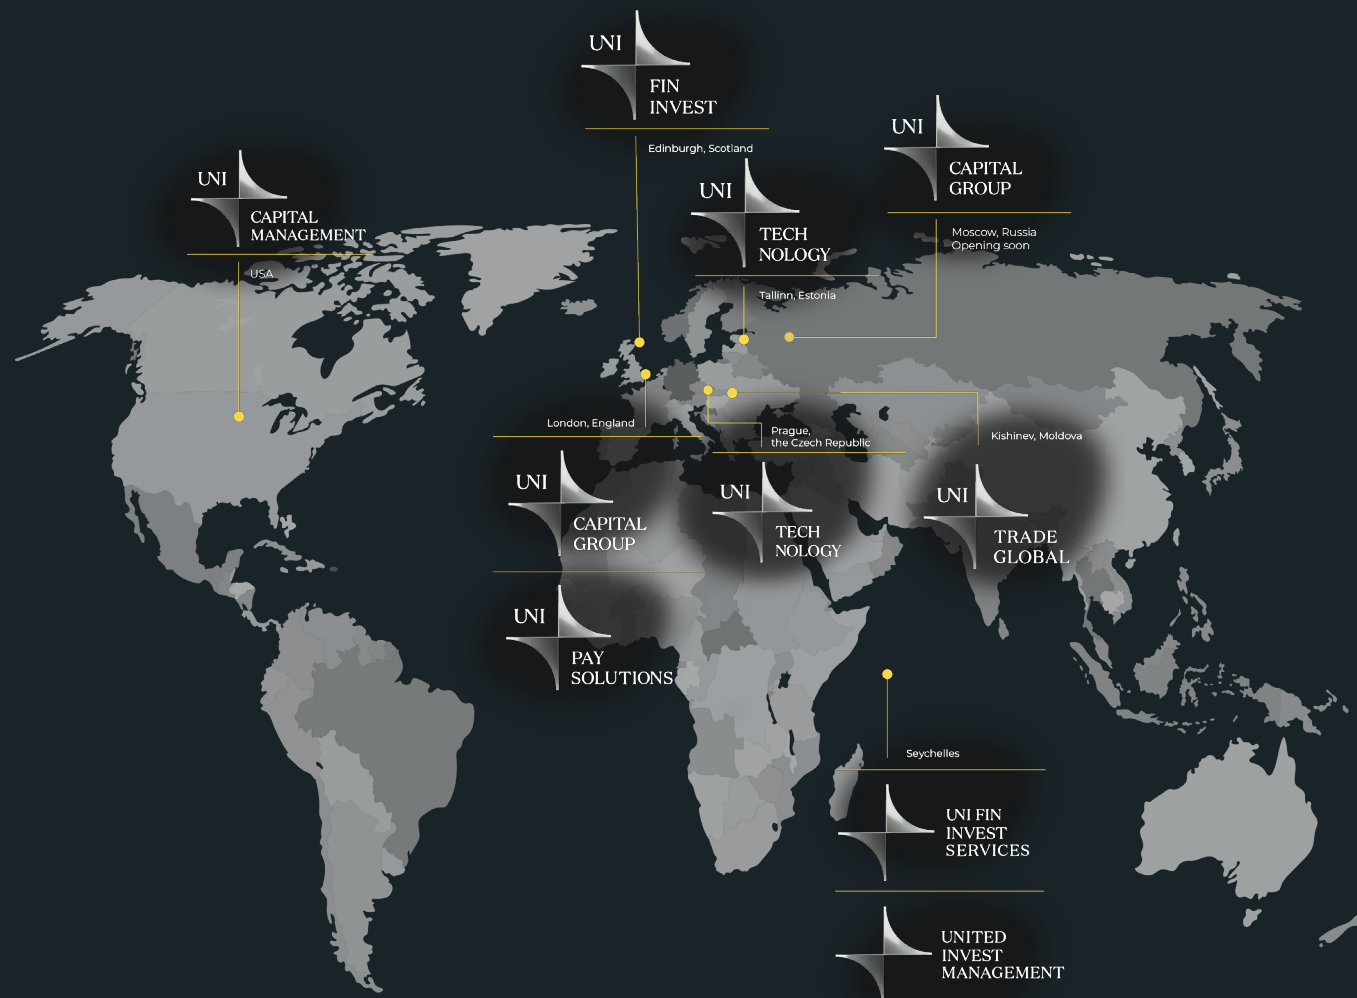 UNI
FIN
INVEST
Edinburgh, Scotland
UNI
CAPITAL
GROUP
Moscow, Russia
Opening soon
UNI
CAPITAL
MANAGEMENT
USA
UNI
TECH
NOLOGY
Tallinn, Estonia
London, England
UNI
CAPITAL
GROUP
UNI
PAY
SOLUTIONS
Prague,
the Czech Republic
UNI
TECH
NOLOGY
Kishinev, Moldova
UNI
TRADE
GLOBAL
Seychelles
UNI FIN
INVEST
SERVICES
UNITED
INVEST
MANAGEMENT